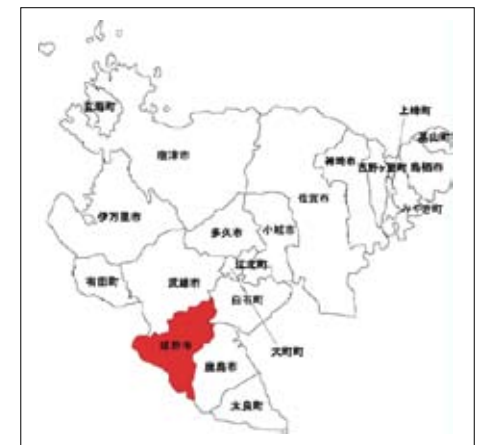 玄海町
上峰町
基山町
唐津市
神埼市
吉野ヶ里町
鳥栖市
みやき町
佐賀市
伊万里市
多久市
小城市
江北町
有田町
武雄市
白石町
大町町
嬉野市
鹿島市
太良町